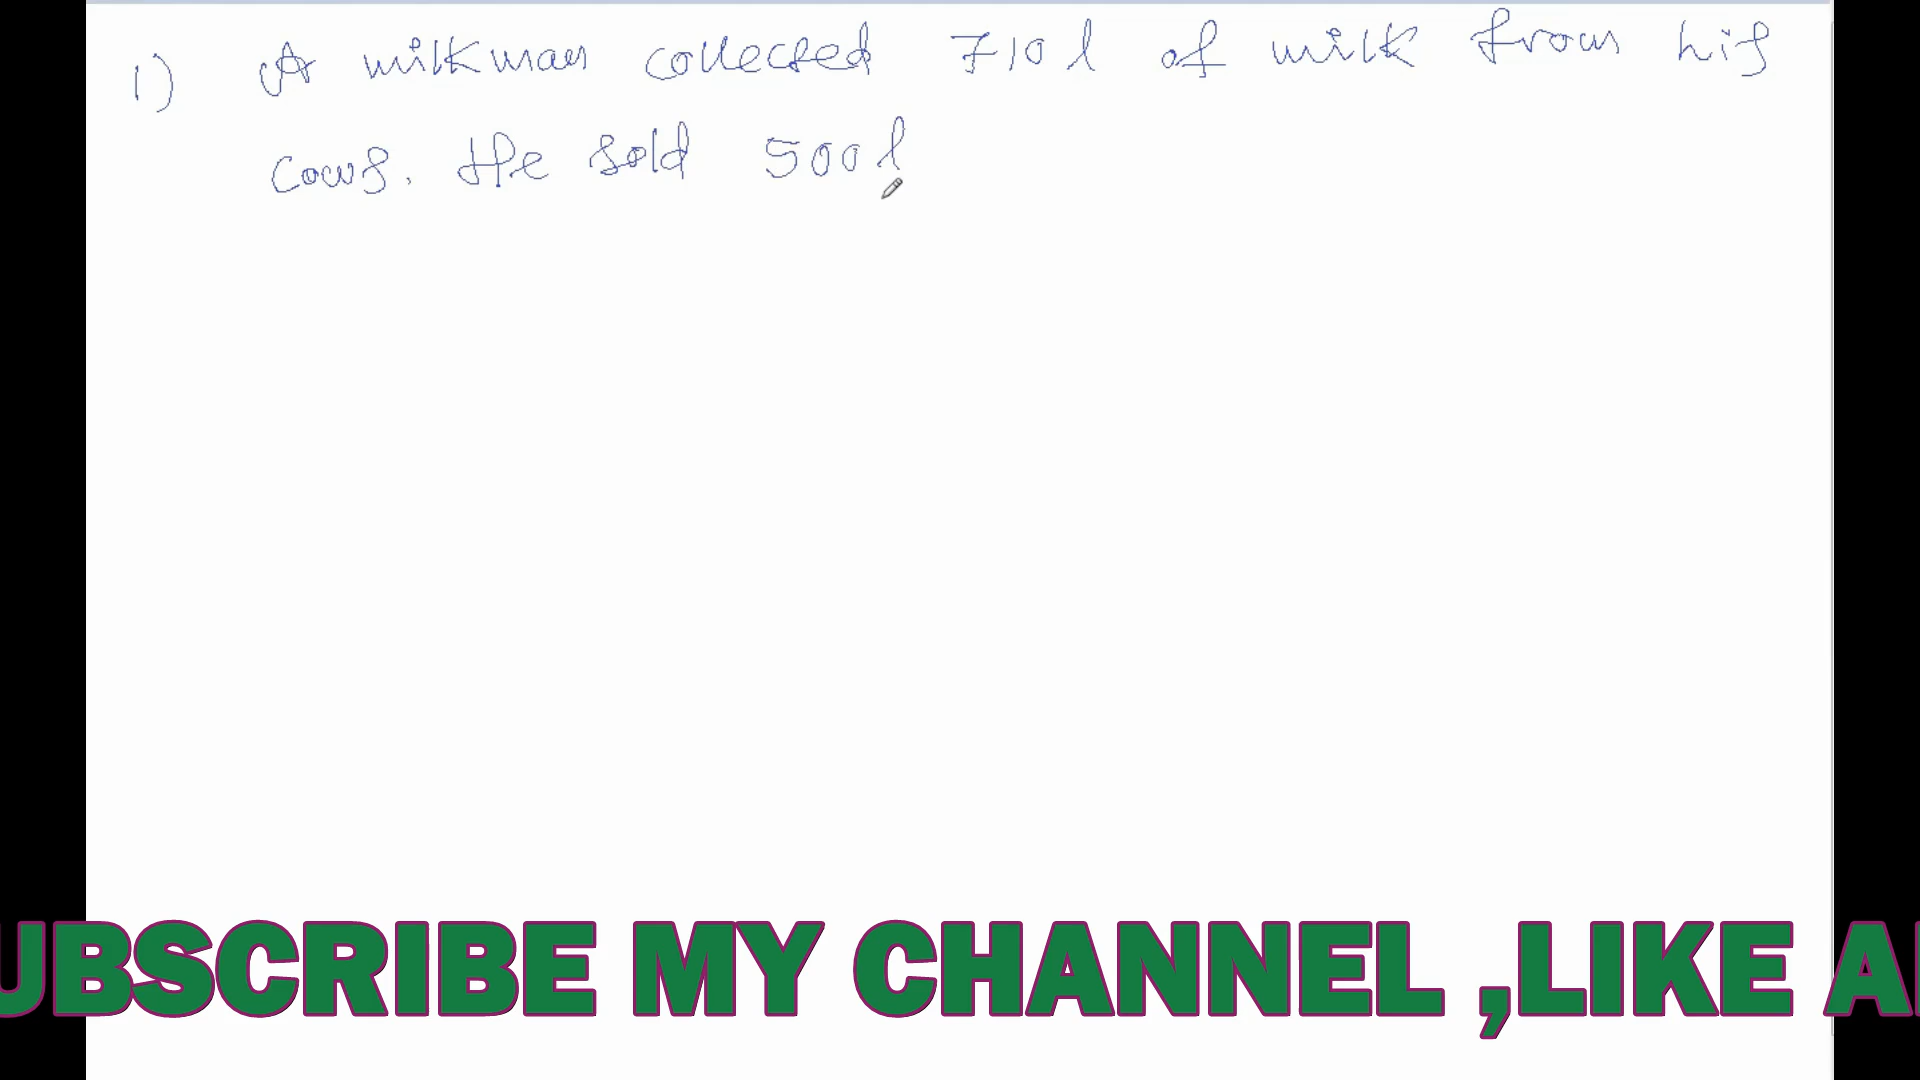 1) A milkman collected 710 l of milk from his
cows. He sold 500 l
UBSCRIBE MY CHANNEL ,LIKE A